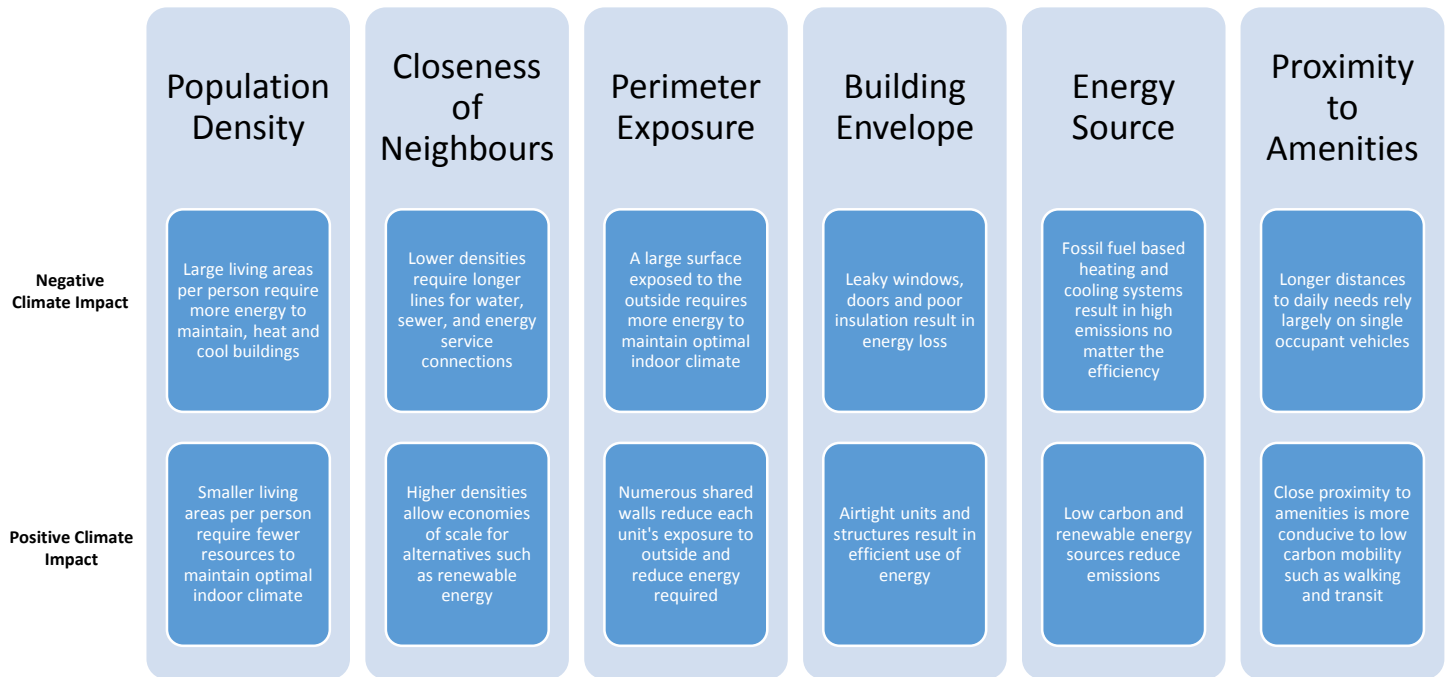 Population
Density
Closeness
of
Neighbours
Perimeter
Exposure
Building
Envelope
Energy
Source
Proximity
to
Amenities
Negative
Climate Impact
Large living areas
per person require
more energy to
maintain, heat and
cool buildings
Lower densities
require longer
lines for water,
sewer, and energy
service
connections
A large surface
exposed to the
outside requires
more energy to
maintain optimal
indoor climate
Leaky windows,
doors and poor
insulation result in
energy loss
Fossil fuel based
heating and
cooling systems
result in high
emissions no
matter the
efficiency
Longer distances
to daily needs rely
largely on single
occupant vehicles
Positive Climate
Impact
Smaller living
areas per person
require fewer
resources to
maintain optimal
indoor climate
Higher densities
allow economies
of scale for
alternatives such
as renewable
energy
Numerous shared
walls reduce each
unit's exposure to
outside and
reduce energy
required
Airtight units and
structures result in
efficient use of
energy
Low carbon and
renewable energy
sources reduce
emissions
Close proximity to
amenities is more
conducive to low
carbon mobility
such as walking
and transit